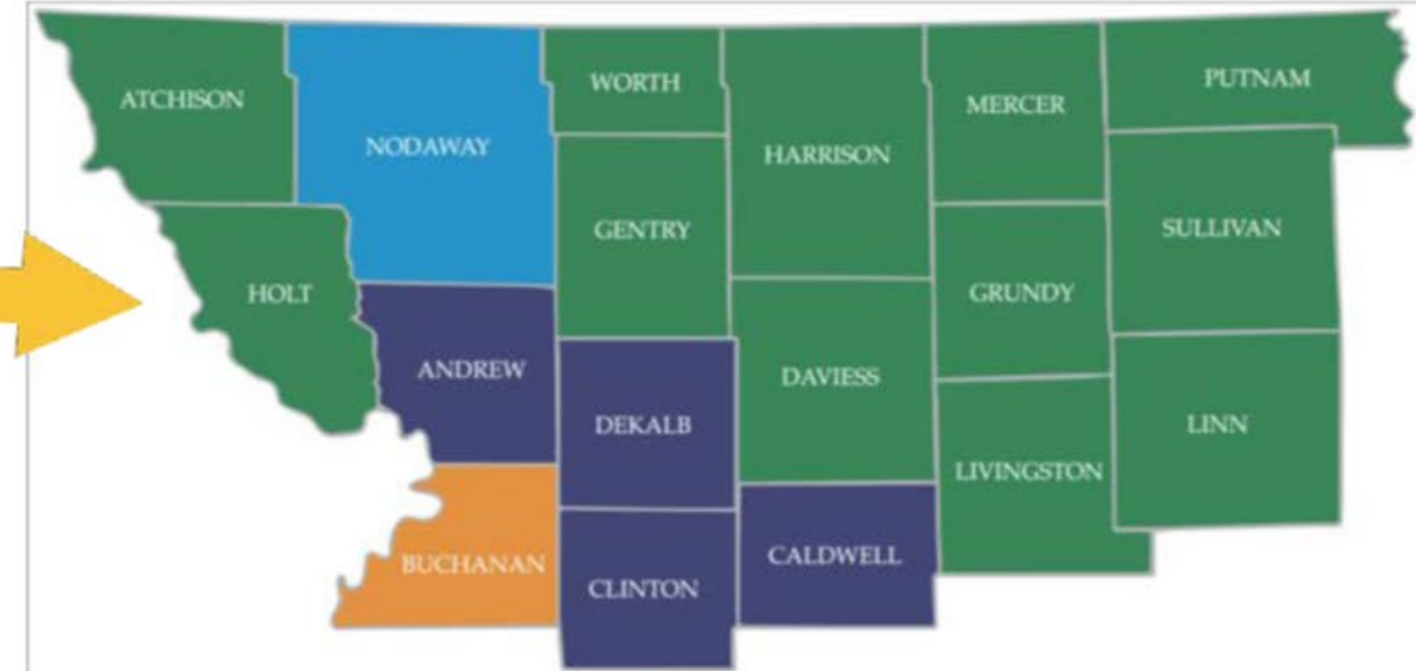 ATCHISON
NODAWAY
WORTH
HARRISON
MERCER
PUTNAM
HOLT
GENTRY
SULLIVAN
GRUNDY
ANDREW
DEKALB
DAVIESS
LINN
LIVINGSTON
BUCHANAN
CLINTON
CALDWELL